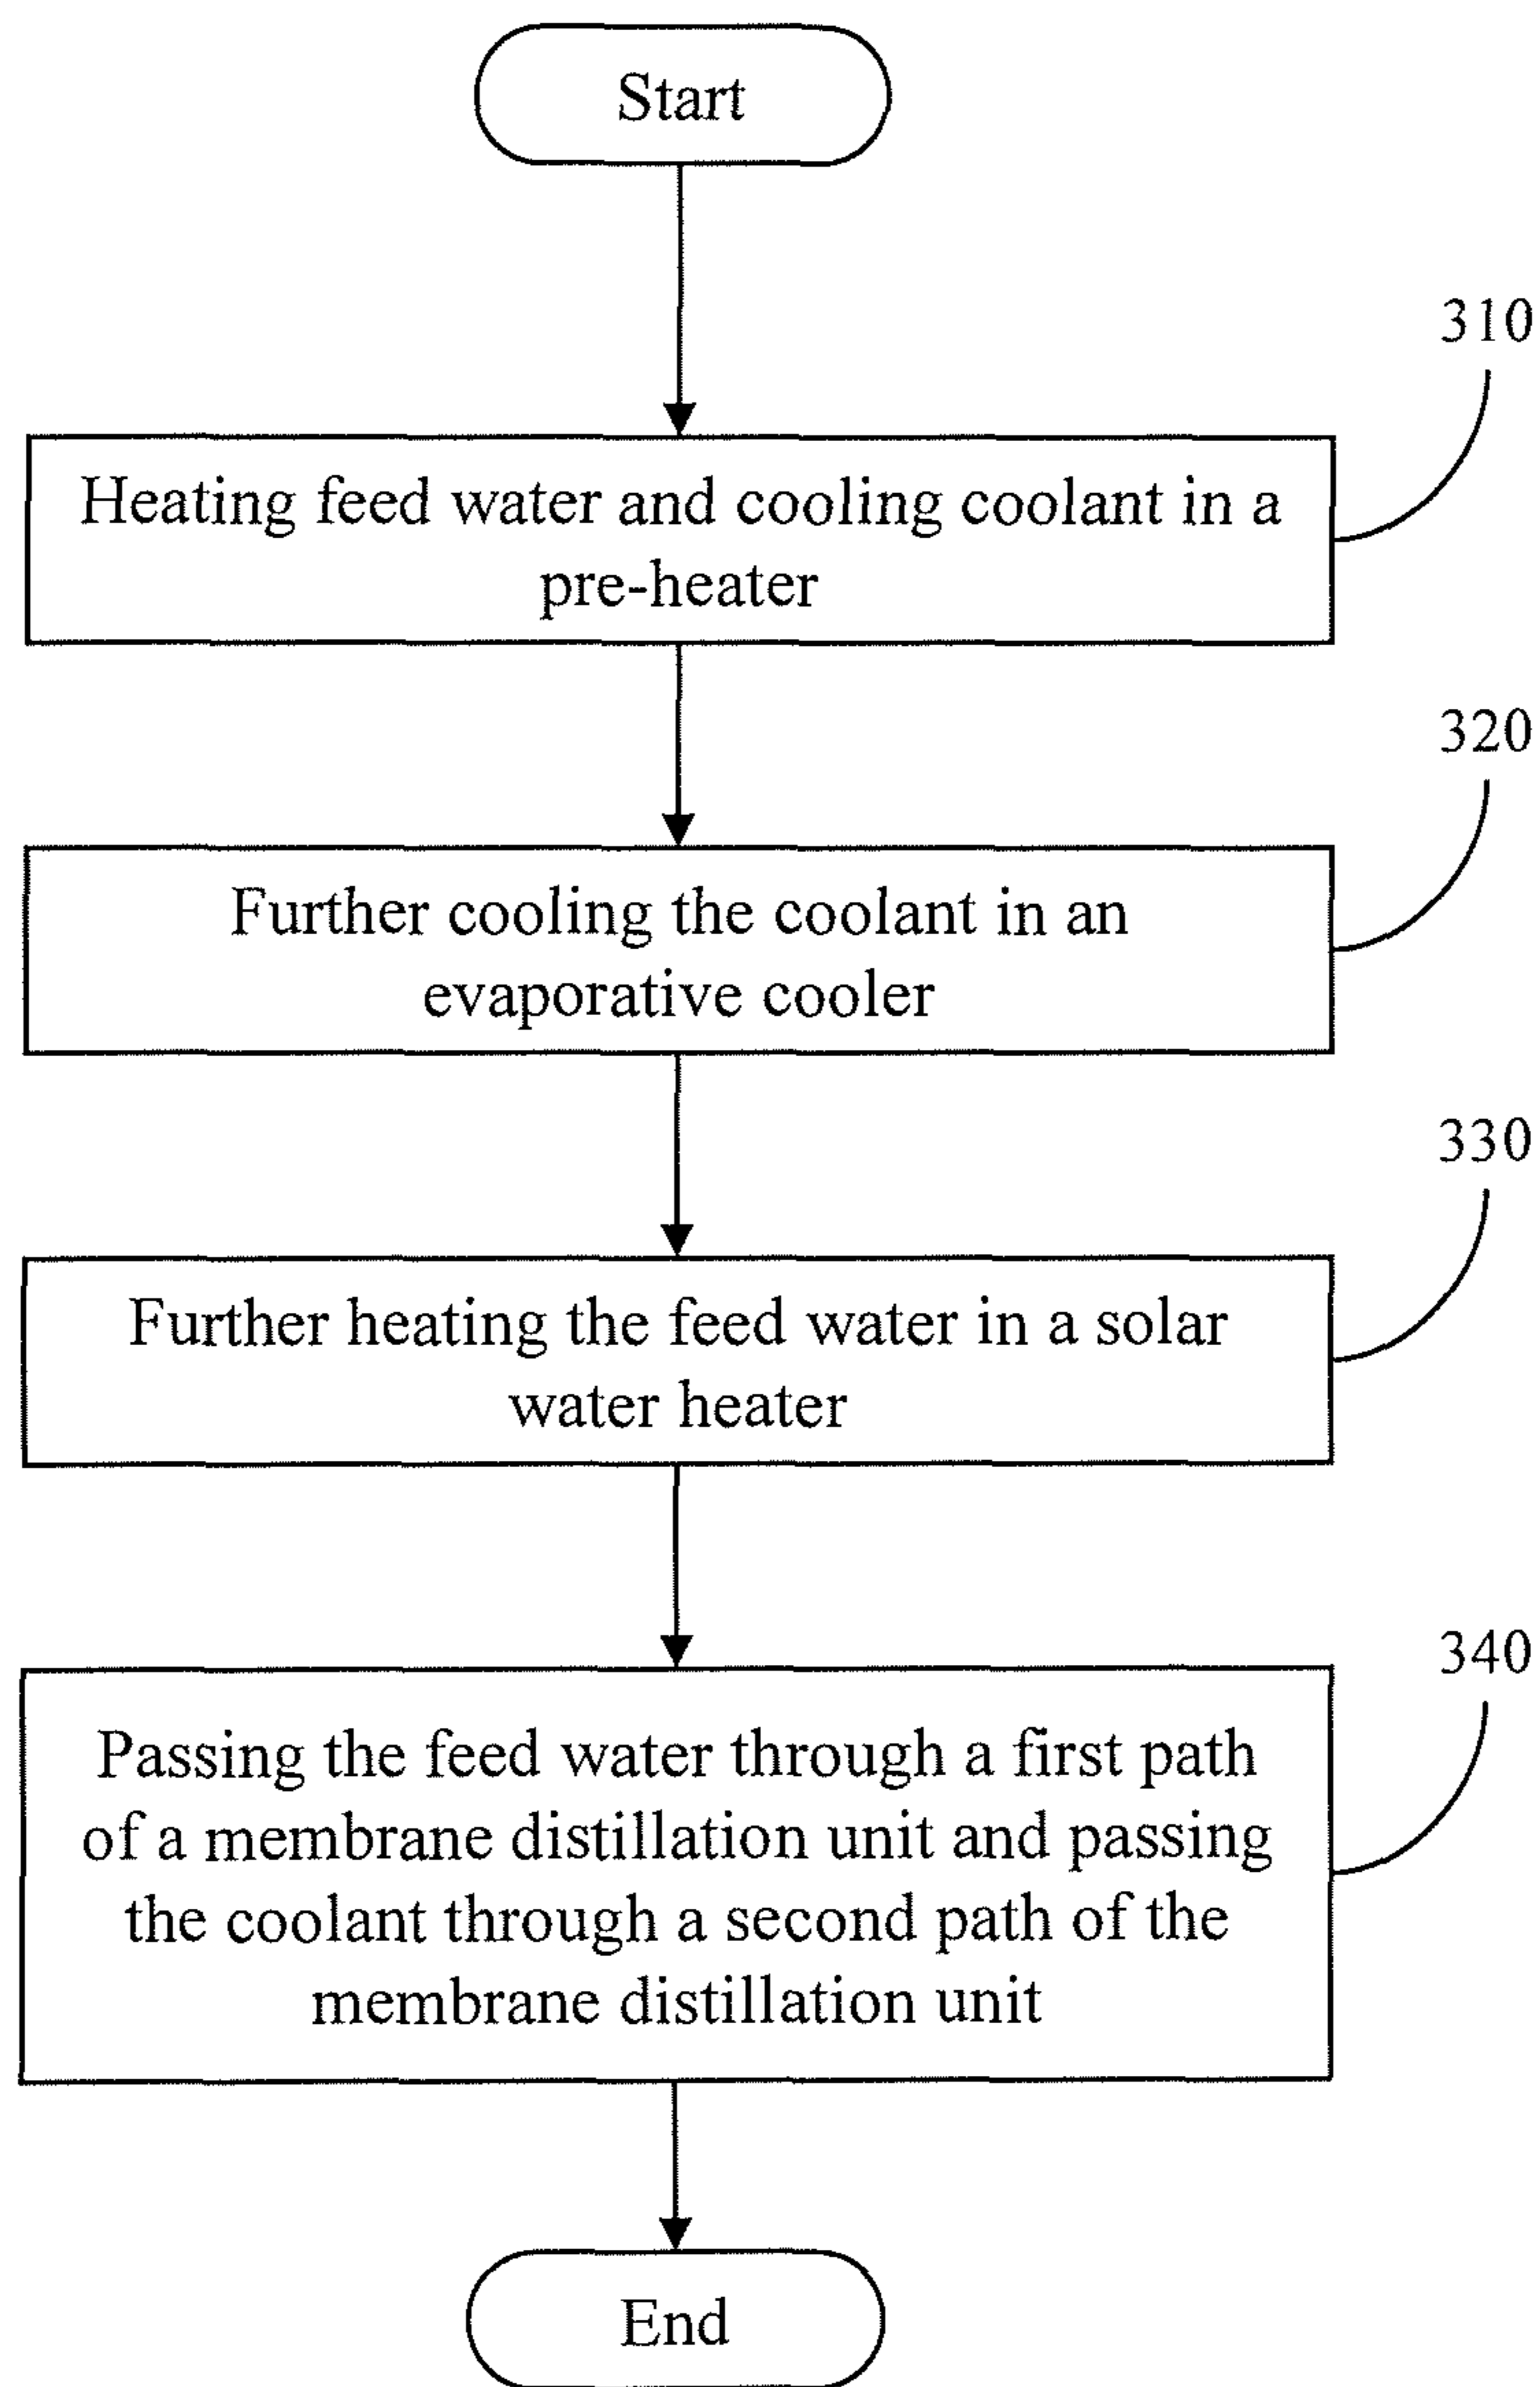 Start
310
Heating feed water and cooling coolant in a
pre-heater
320
Further cooling the coolant in an
evaporative cooler
330
Further heating the feed water in a solar
water heater
340
Passing the feed water through a first path
of a membrane distillation unit and passing
the coolant through a second path of the
membrane distillation unit
End